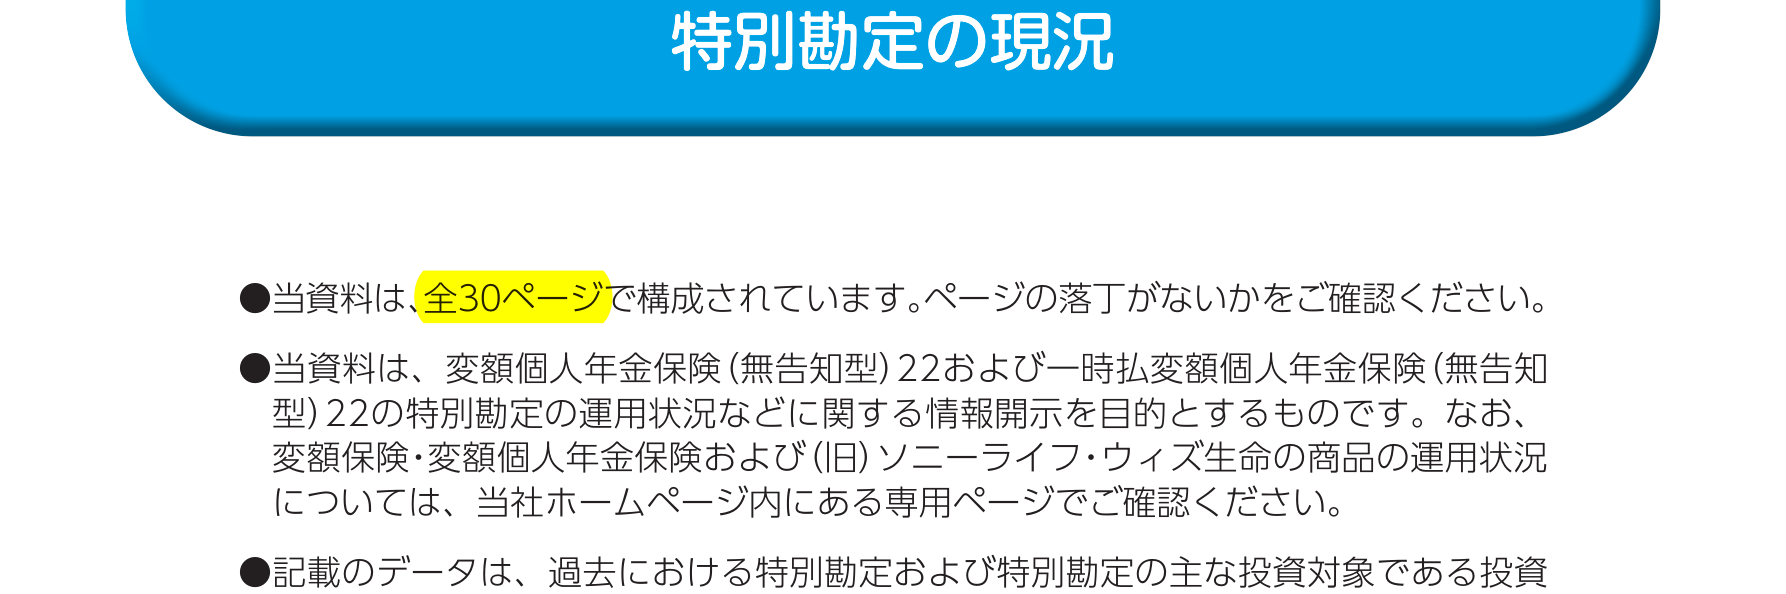 特別勘定の現況
●当資料は、全30ページで構成されています。ページの落丁がないかをご確認ください。
●当資料は、変額個人年金保険(無告知型)22および一時払変額個人年金保険(無告知
型)22の特別勘定の運用状況などに関する情報開示を目的とするものです。なお、
変額保険・変額個人年金保険および(旧)ソニーライフ・ウィズ生命の商品の運用状況
については、当社ホームページ内にある専用ページでご確認ください。
●記載のデータは、過去における特別勘定および特別勘定の主な投資対象である投資